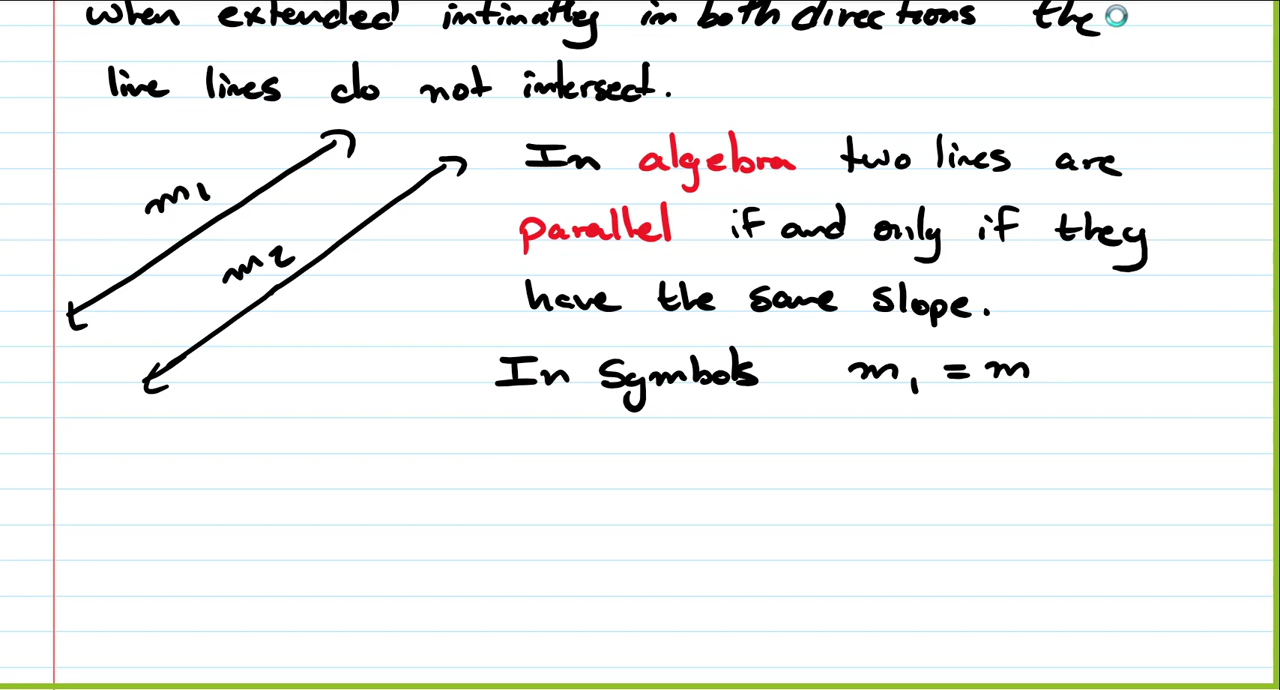 when extended infinatley in both directions the
line lines do not intersect.
In algebra two lines are
parallel if and only if they
have the same slope.
In Symbols m₁ = m
m1
m2